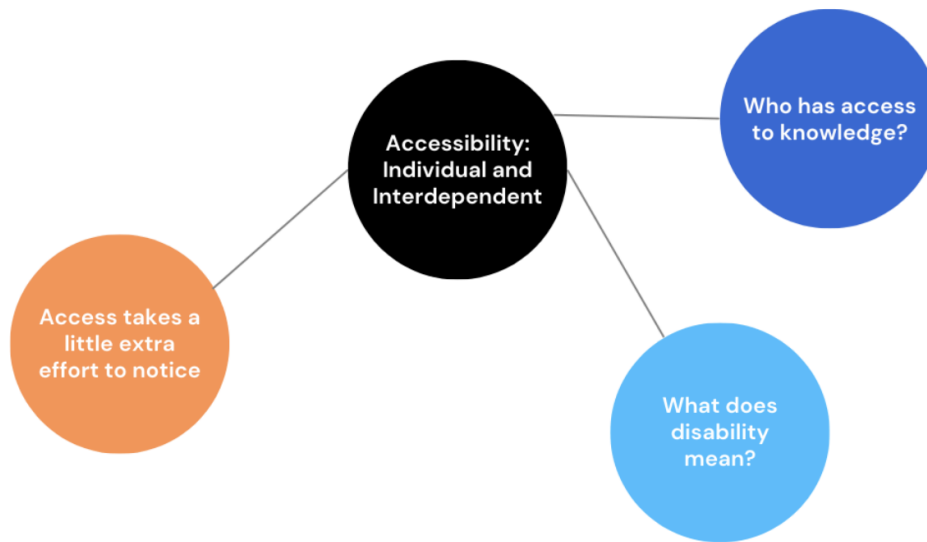 Accessibility:
Individual and
Interdependent
Who has access
to knowledge?
Access takes a
little extra
effort to notice
What does
disability
mean?